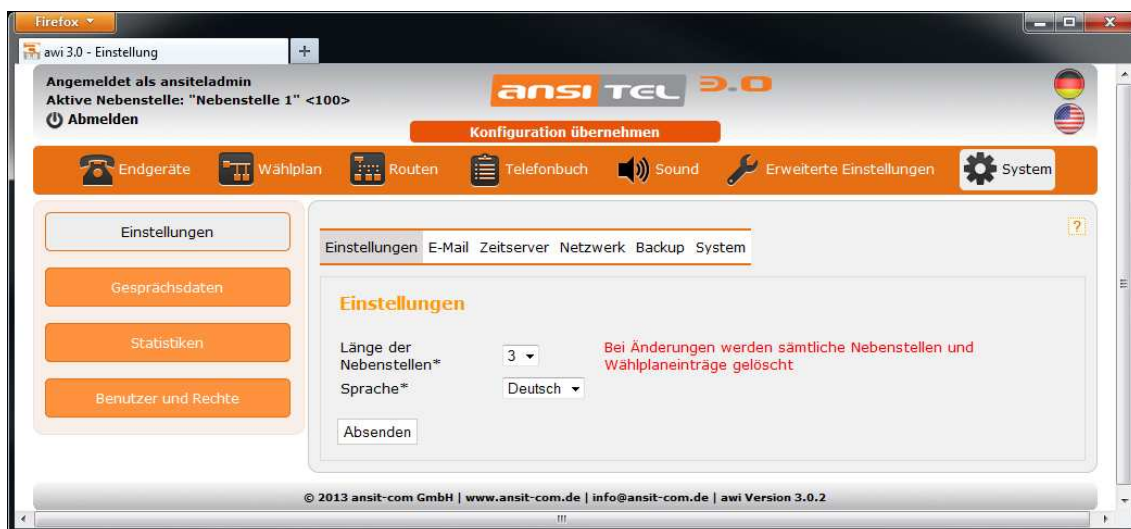 Firefox
awi 3.0 - Einstellung
Angemeldet als ansiteladmin
Aktive Nebenstelle: "Nebenstelle 1" <100>
Abmelden
ansi TEL 3.0
Konfiguration übernehmen
Endgeräte Wählplan Routen Telefonbuch Sound Erweiterte Einstellungen System
Einstellungen
Gesprächsdaten
Statistiken
Benutzer und Rechte
?
Einstellungen E-Mail Zeitserver Netzwerk Backup System
Einstellungen
Länge der
Nebenstellen*
3
Bei Änderungen werden sämtliche Nebenstellen und
Wählplaneinträge gelöscht
Sprache*
Deutsch
Absenden
© 2013 ansit-com GmbH | www.ansit-com.de | info@ansit-com.de | awi Version 3.0.2